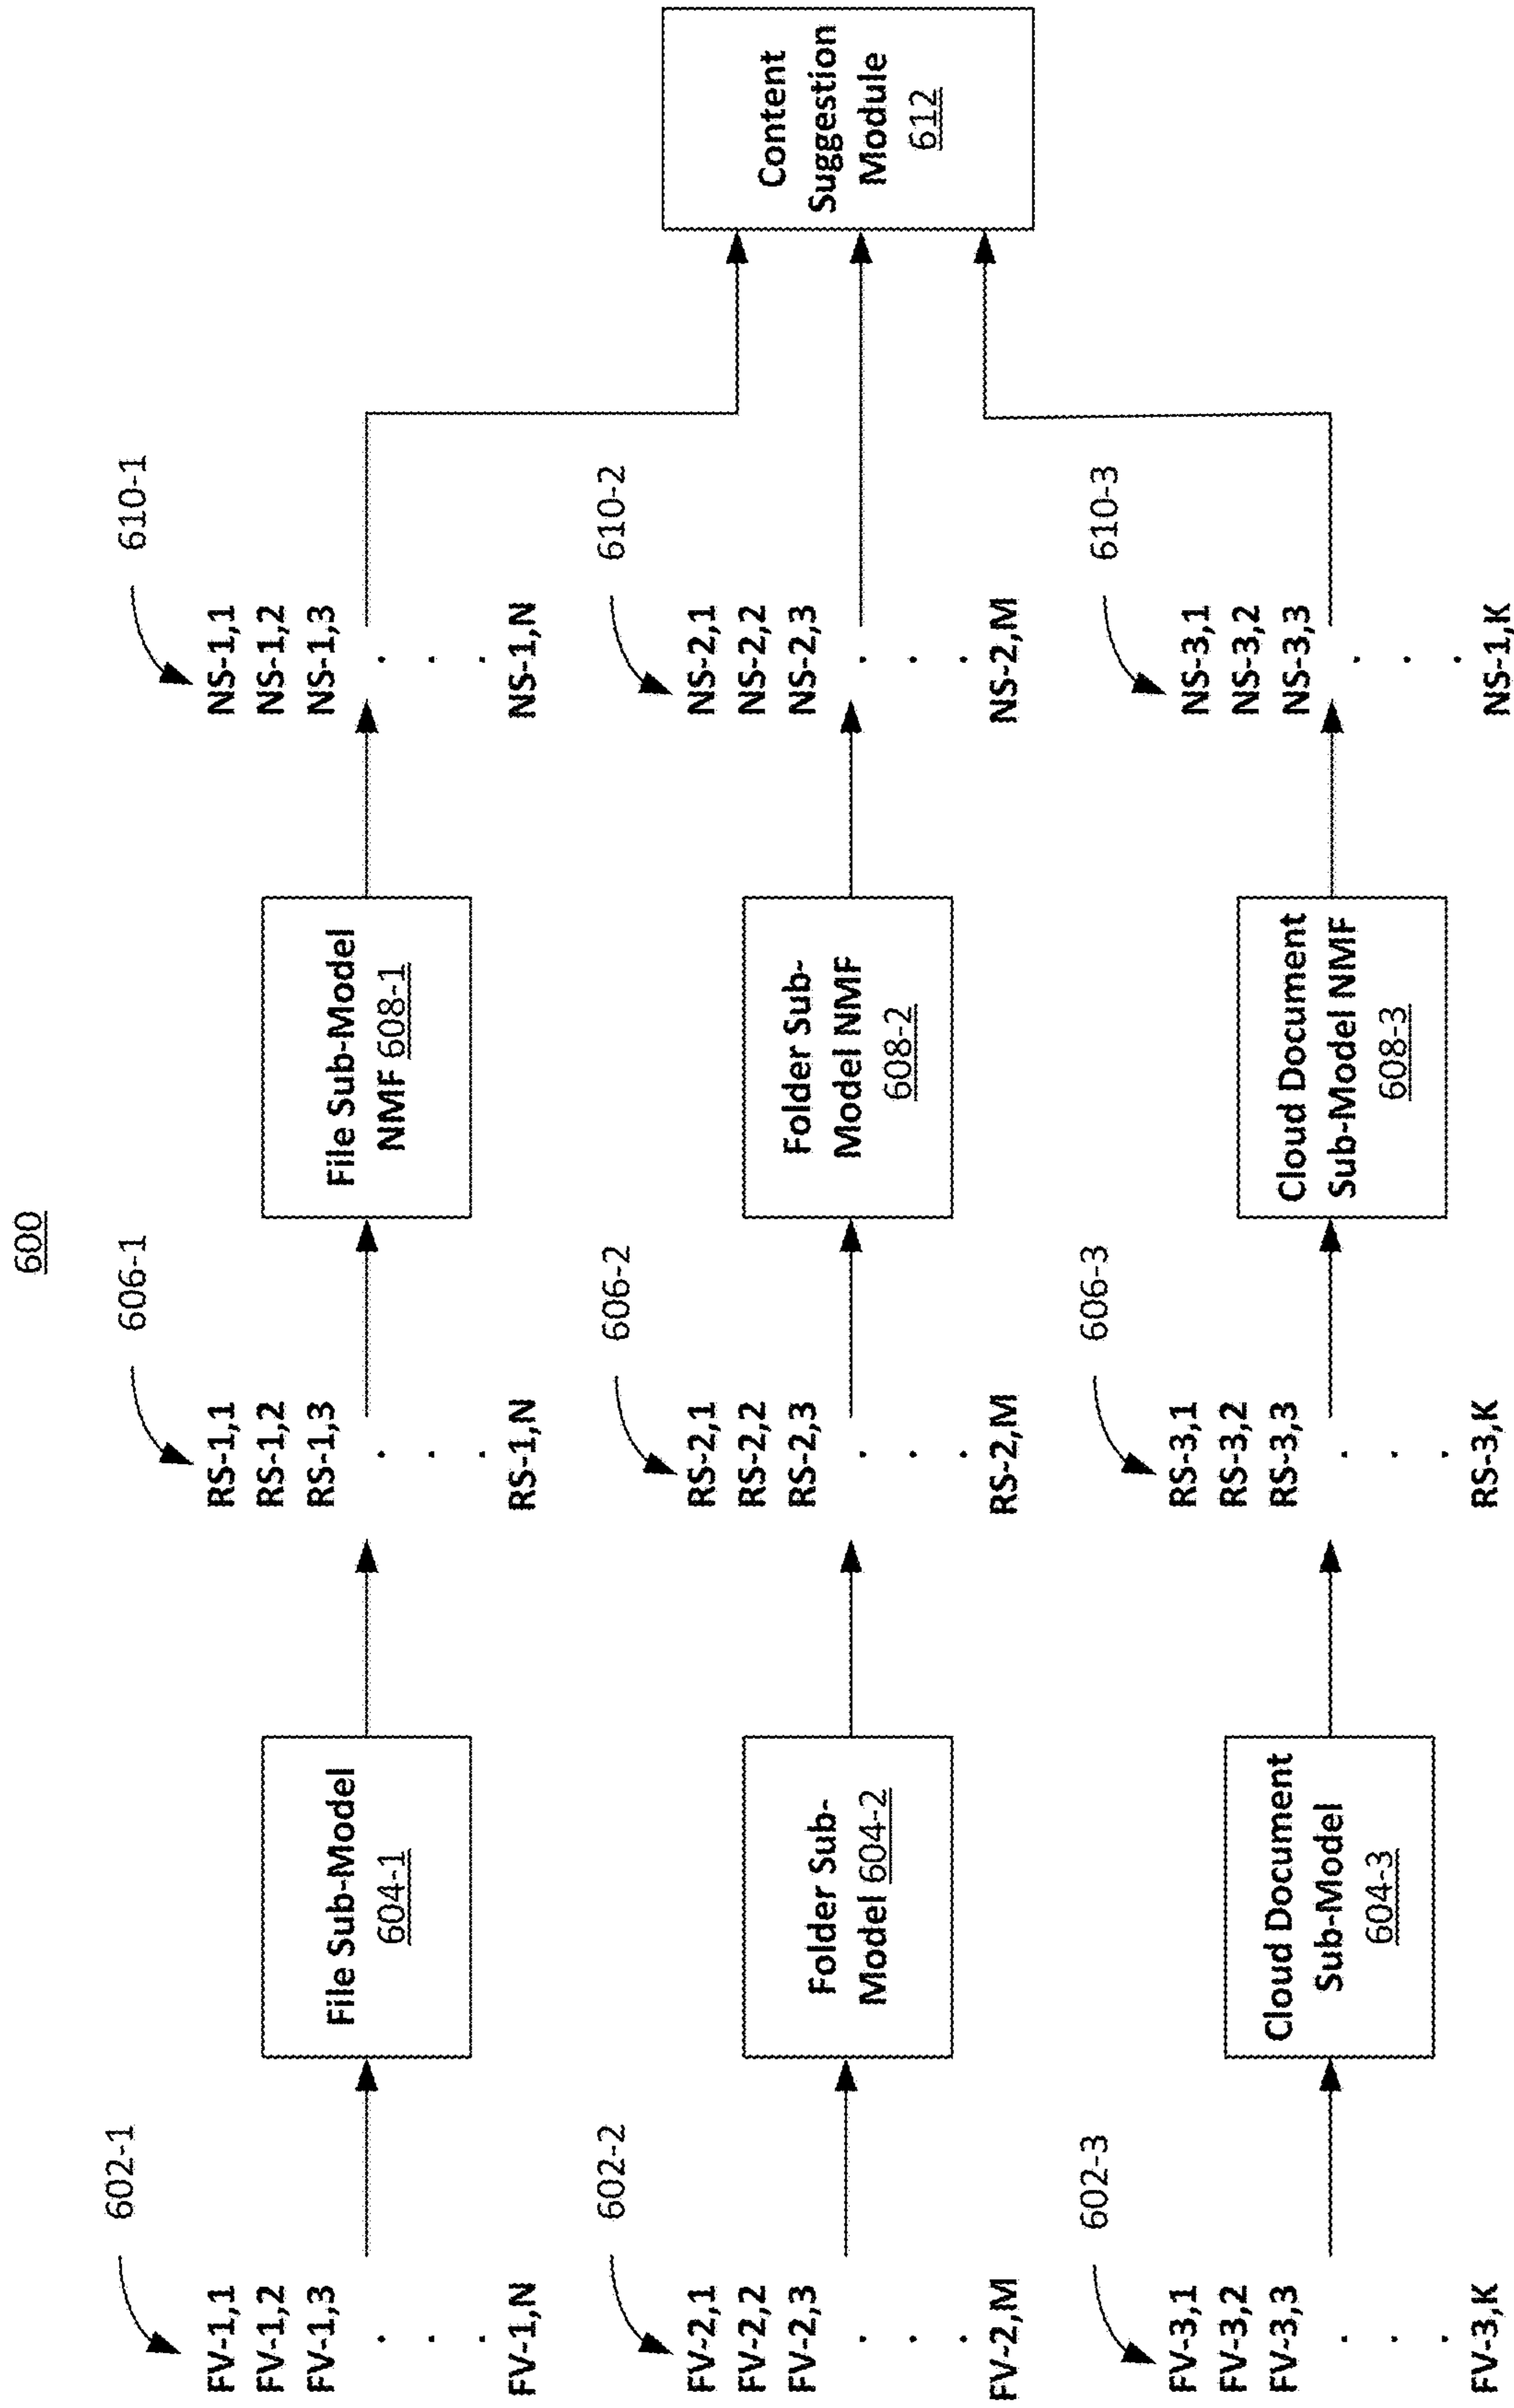 600
602-1
FV-1,1
FV-1,2
FV-1,3
.
.
.
FV-1,N
File Sub-Model
604-1
606-1
RS-1,1
RS-1,2
RS-1,3
.
.
.
RS-1,N
File Sub-Model
NMF 608-1
610-1
NS-1,1
NS-1,2
NS-1,3
.
.
.
NS-1,N
602-2
FV-2,1
FV-2,2
FV-2,3
.
.
.
FV-2,M
Folder Sub-
Model 604-2
606-2
RS-2,1
RS-2,2
RS-2,3
.
.
.
RS-2,M
Folder Sub-
Model NMF
608-2
610-2
NS-2,1
NS-2,2
NS-2,3
.
.
.
NS-2,M
602-3
FV-3,1
FV-3,2
FV-3,3
.
.
.
FV-3,K
Cloud Document
Sub-Model
604-3
606-3
RS-3,1
RS-3,2
RS-3,3
.
.
.
RS-3,K
Cloud Document
Sub-Model NMF
608-3
610-3
NS-3,1
NS-3,2
NS-3,3
.
.
.
NS-1,K
Content
Suggestion
Module
612